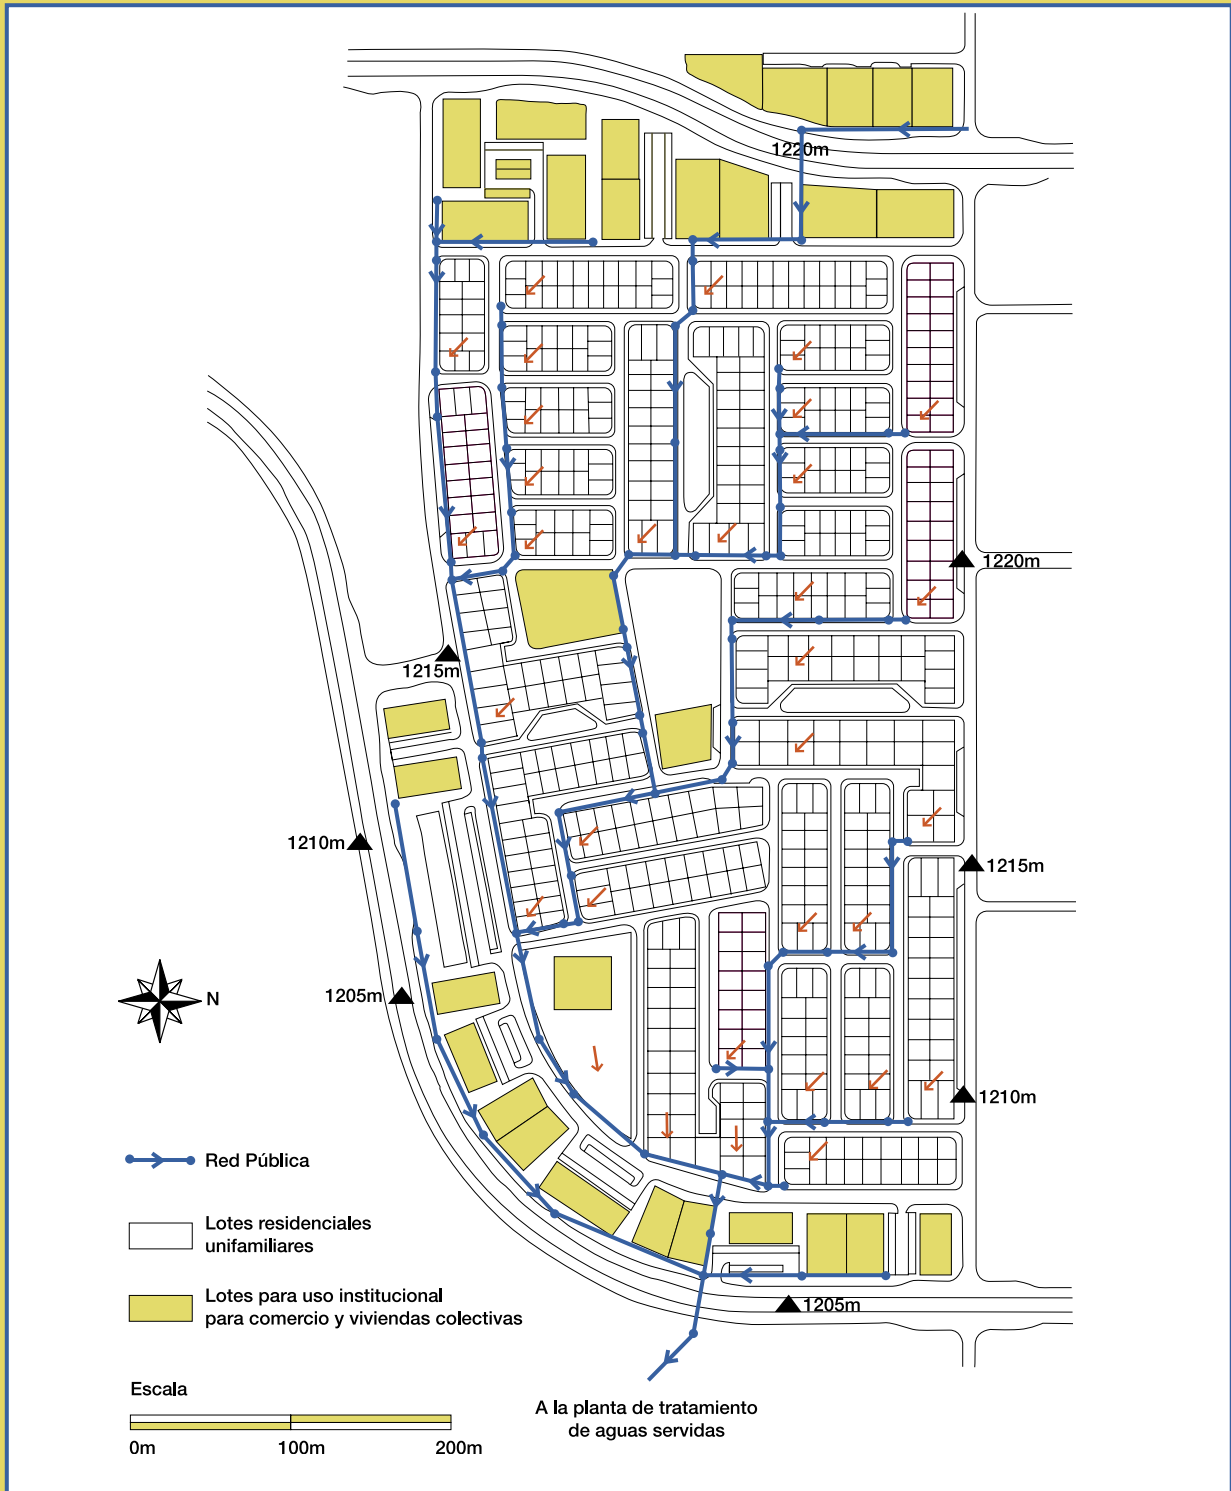 1220m
1220m
1215m
1210m
1215m
1205m
N
1210m
Red Pública
Lotes residenciales
unifamiliares
Lotes para uso institucional
para comercio y viviendas colectivas
1205m
Escala
0m 100m 200m
A la planta de tratamiento
de aguas servidas